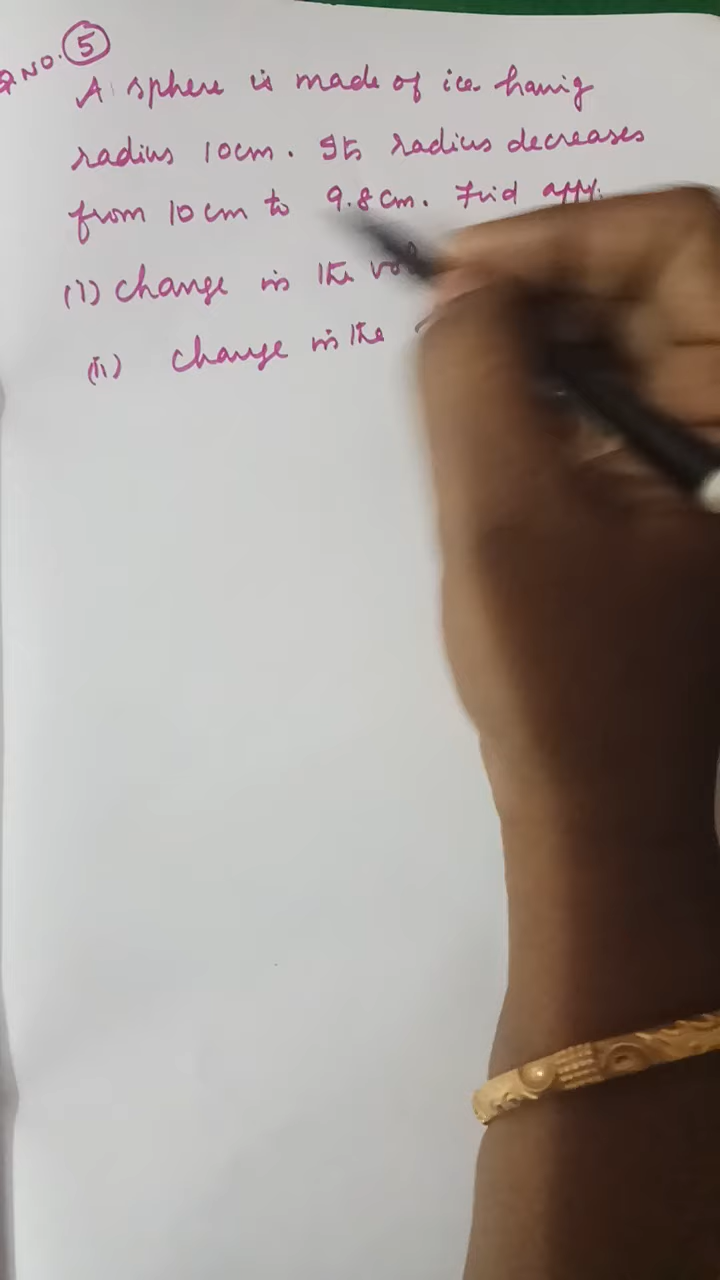 Q.NO. 5
A sphere is made of ice having
radius 10cm. Its radius decreases
from 10 cm to 9.8 cm. Find
(i) change in the
(ii) change in the